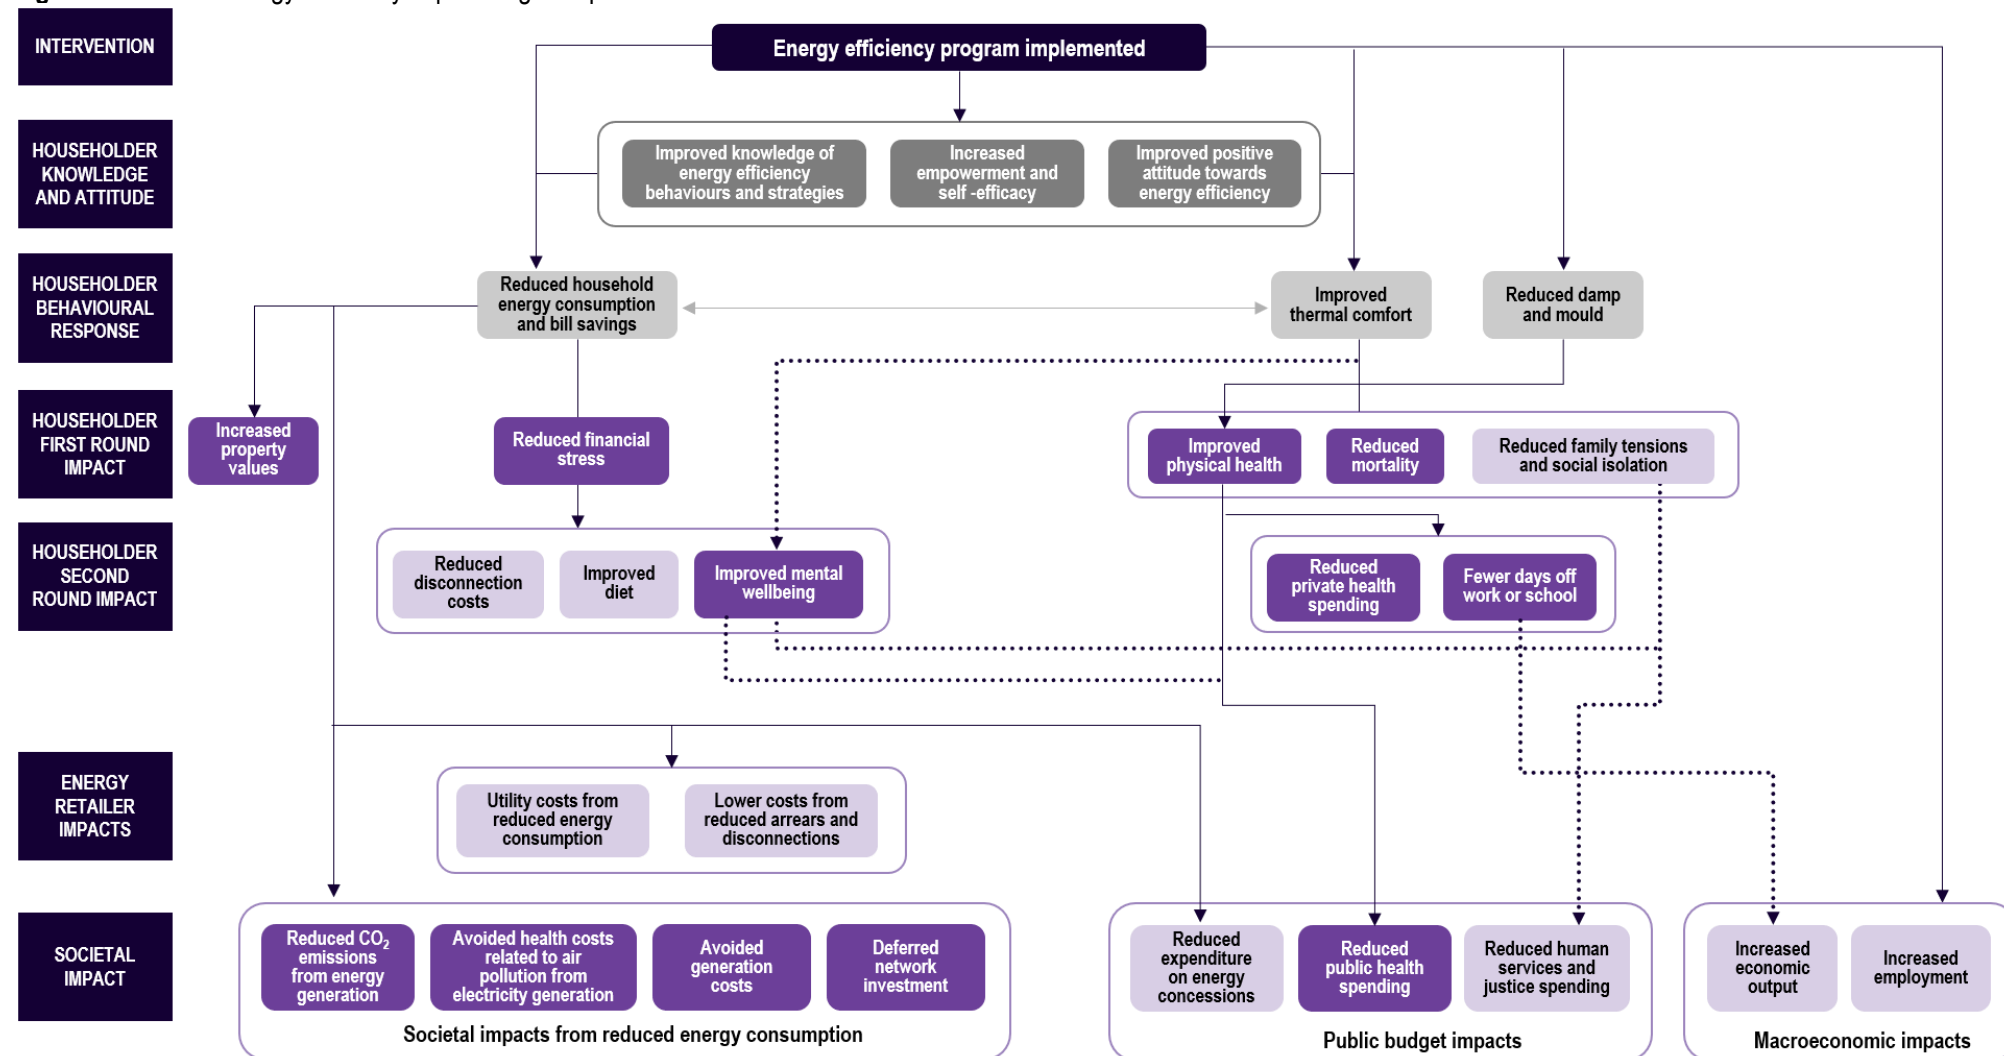 INTERVENTION
Energy efficiency program implemented
HOUSEHOLDER
KNOWLEDGE
AND ATTITUDE
Improved knowledge of
energy efficiency
behaviours and strategies
Increased
empowerment and
self -efficacy
Improved positive
attitude towards
energy efficiency
HOUSEHOLDER
BEHAVIOURAL
RESPONSE
Reduced household
energy consumption
and bill savings
Improved
thermal comfort
Reduced damp
and mould
HOUSEHOLDER
FIRST ROUND
IMPACT
Increased
property
values
Reduced financial
stress
Improved
physical health
Reduced
mortality
Reduced family tensions
and social isolation
HOUSEHOLDER
SECOND
ROUND IMPACT
Reduced
disconnection
costs
Improved
diet
Improved mental
wellbeing
Reduced
private health
spending
Fewer days off
work or school
ENERGY
RETAILER
IMPACTS
Utility costs from
reduced energy
consumption
Lower costs from
reduced arrears and
disconnections
SOCIETAL
IMPACT
Reduced CO₂
emissions
from energy
generation
Avoided health costs
related to air
pollution from
electricity generation
Avoided
generation
costs
Deferred
network
investment
Societal impacts from reduced energy consumption
Reduced
expenditure
on energy
concessions
Reduced
public health
spending
Reduced human
services and
justice spending
Public budget impacts
Increased
economic
output
Increased
employment
Macroeconomic impacts